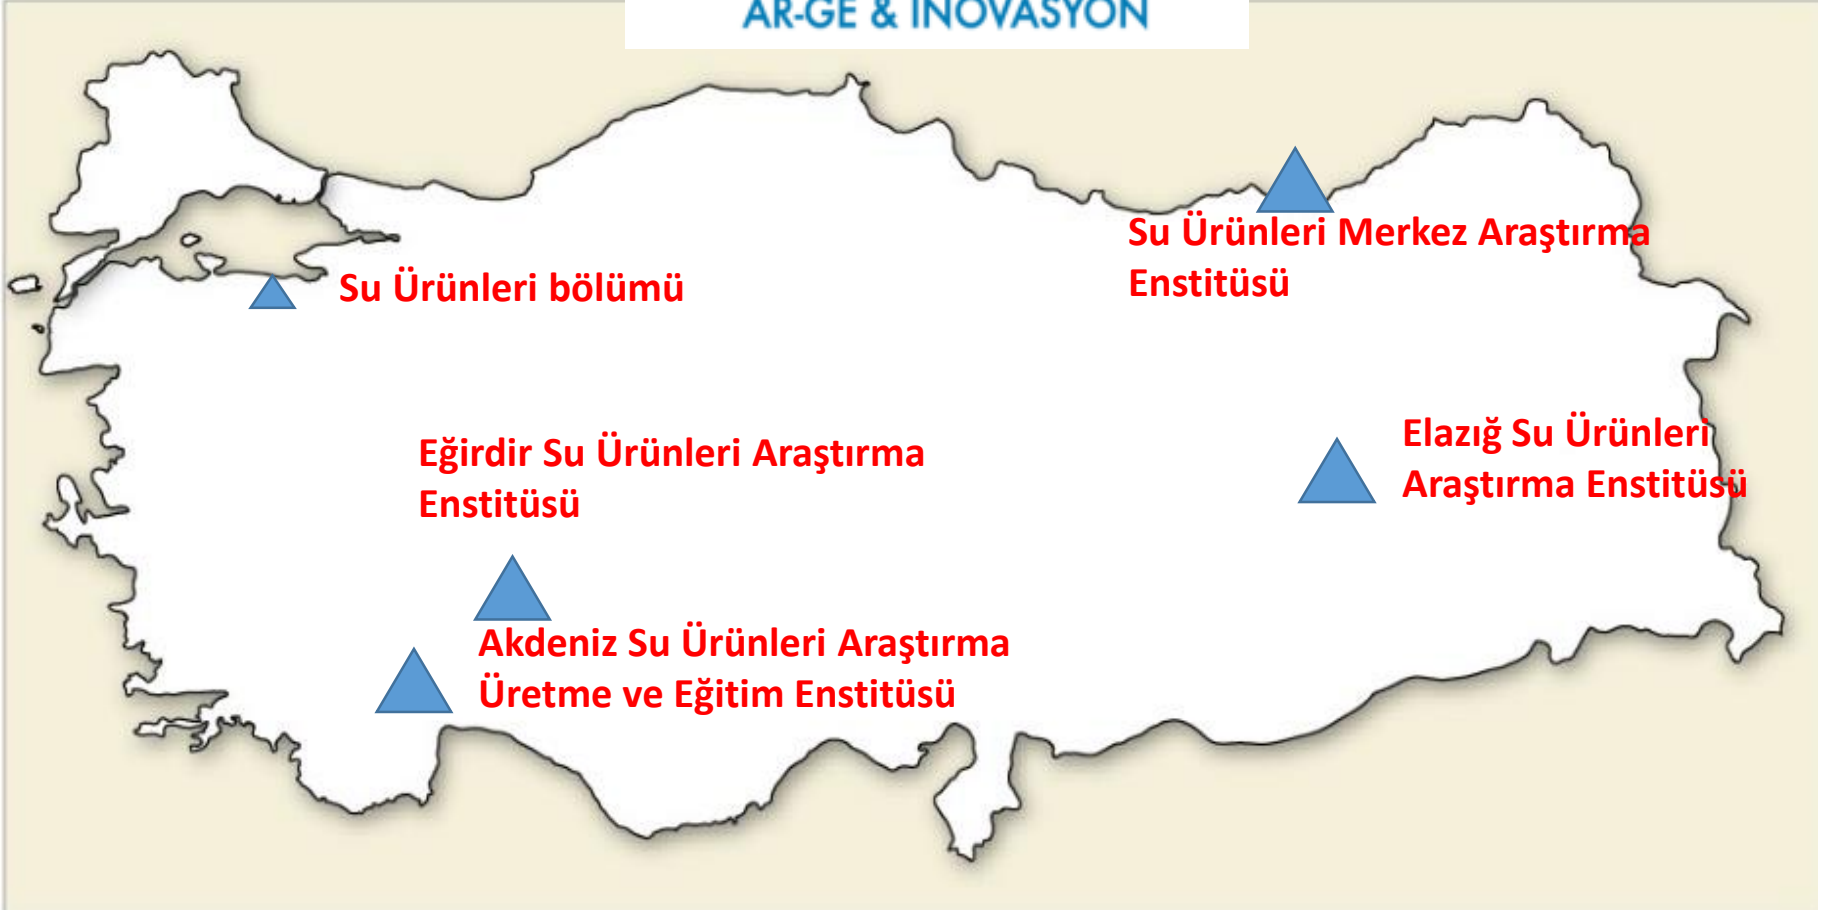 AR-GE & İNOVASYON
Su Ürünleri Merkez Araştırma
Enstitüsü
Su Ürünleri bölümü
Elazığ Su Ürünleri
Araştırma Enstitüsü
Eğirdir Su Ürünleri Araştırma
Enstitüsü
Akdeniz Su Ürünleri Araştırma
Üretme ve Eğitim Enstitüsü